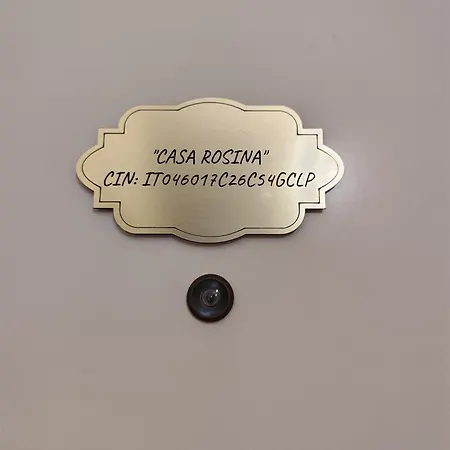 "CASA ROSINA"
CIN: IT046017C26C54GCLP